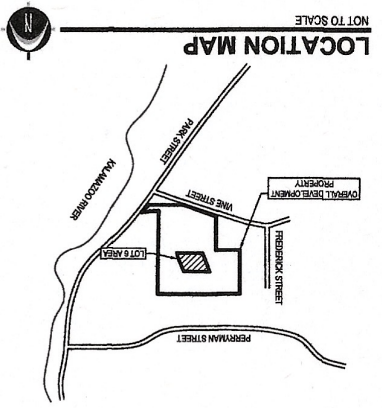 PERRYMAN STREET
FREDERICK STREET
LOT 6 AREA
OVERALL DEVELOPMENT
PROPERTY
VINE STREET
KALAMAZOO RIVER
PARK STREET
LOCATION MAP
NOT TO SCALE
N